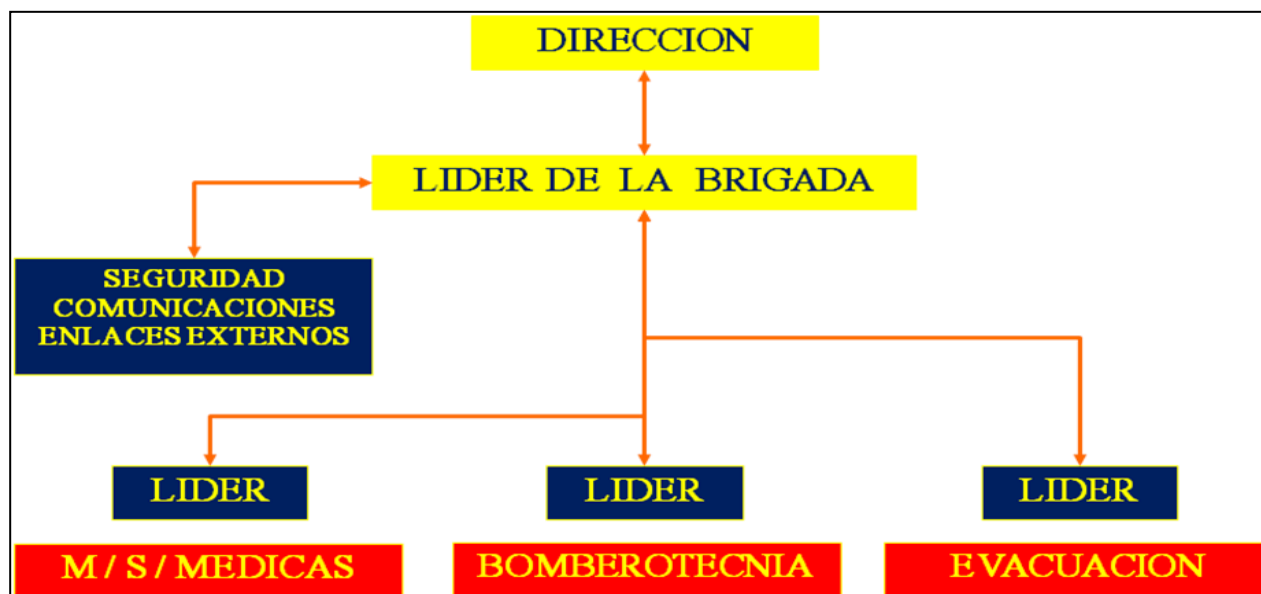 DIRECCION
LIDER DE LA BRIGADA
SEGURIDAD
COMUNICACIONES
ENLACES EXTERNOS
LIDER
LIDER
LIDER
M / S / MEDICAS
BOMBEROTECNIA
EVACUACION